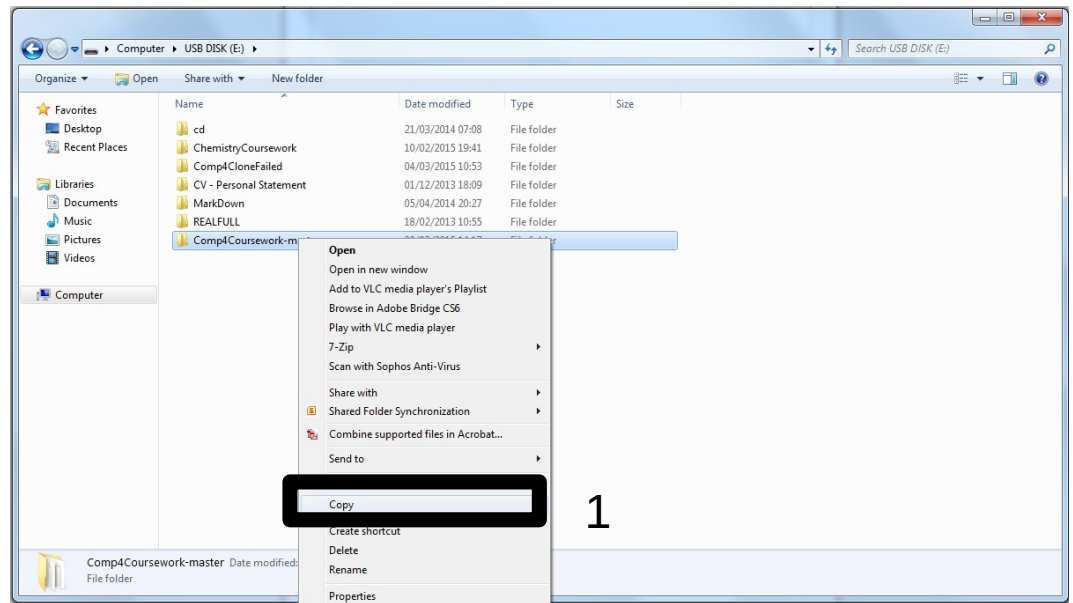 Computer ▸ USB DISK (E:) ▸
Search USB DISK (E:)
Organize Open Share with New folder
Name Date modified Type Size
Favorites
Desktop
Recent Places
Libraries
Documents
Music
Pictures
Videos
Computer
cd 21/03/2014 07:08 File folder
ChemistryCoursework 10/02/2015 19:41 File folder
Comp4CloneFailed 04/03/2015 10:53 File folder
CV - Personal Statement 01/12/2013 18:09 File folder
MarkDown 05/04/2014 20:27 File folder
REALFULL 18/02/2013 10:55 File folder
Open
Open in new window
Add to VLC media player's Playlist
Browse in Adobe Bridge CS6
Play with VLC media player
7-Zip
Scan with Sophos Anti-Virus
Share with
Shared Folder Synchronization
Combine supported files in Acrobat...
Send to
Copy
1
Create shortcut
Delete
Rename
Properties
Comp4Coursework-master Date modified:
File folder